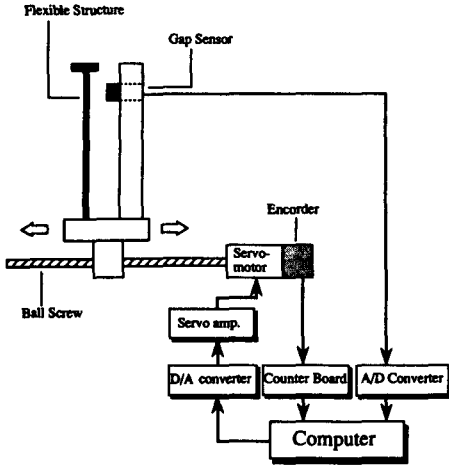 Flexible Structure
Gap Sensor
Encorder
Servo-
motor
Ball Screw
Servo amp.
D/A converter
Counter Board
A/D Converter
Computer